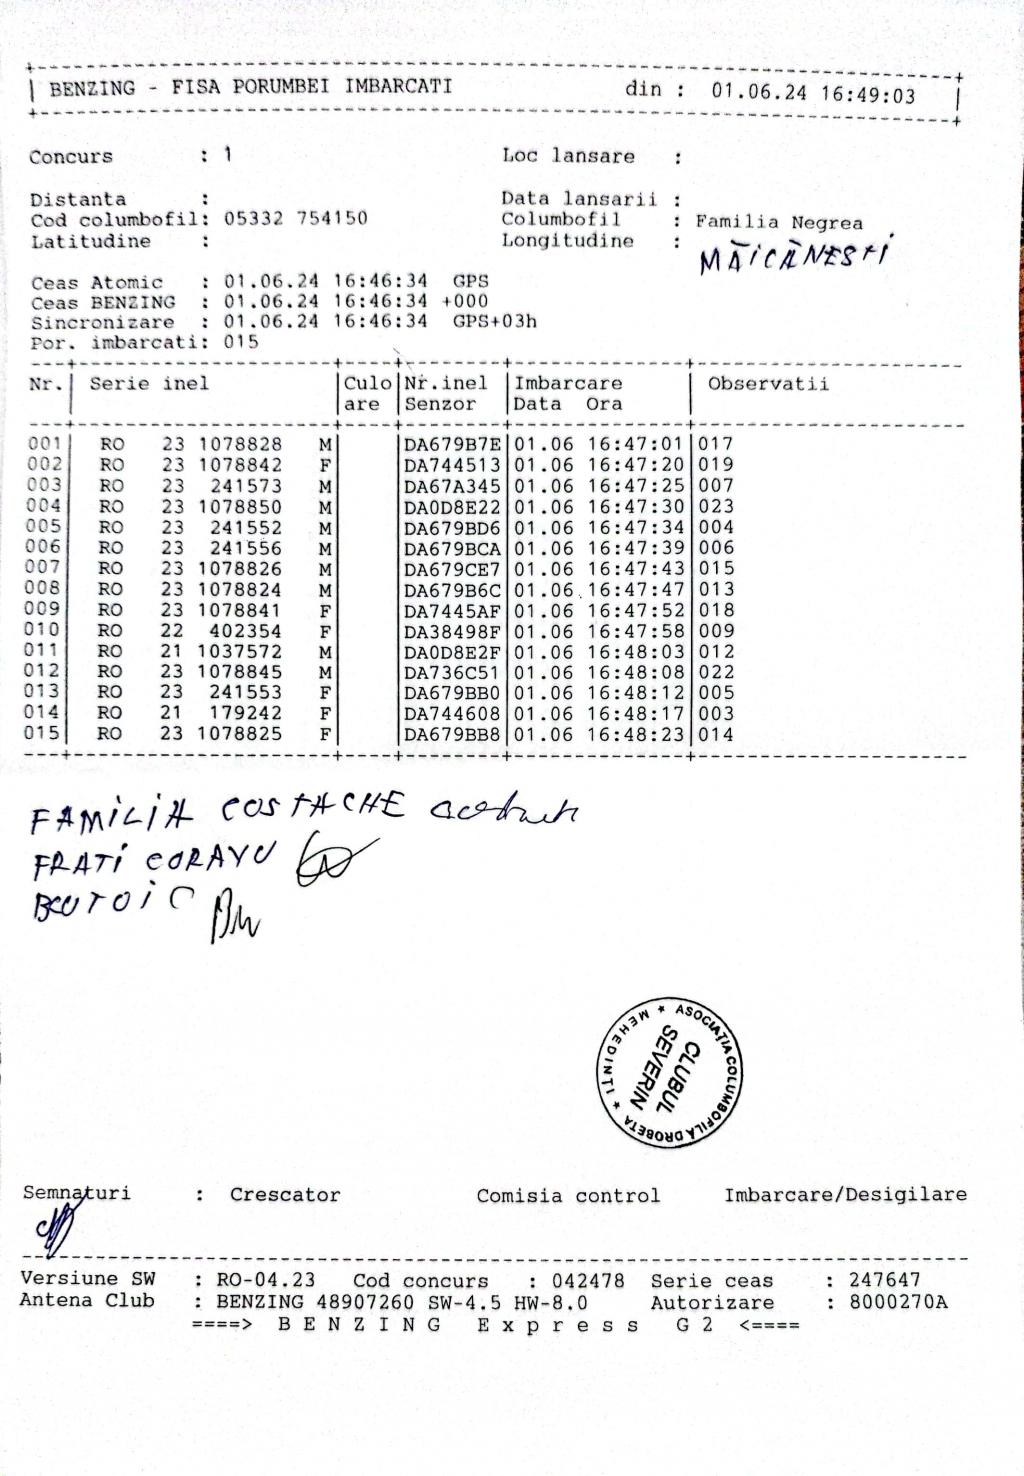 BENZING - FISA PORUMBEI IMBARCATI din : 01.06.24 16:49:03
Concurs : 1 Loc lansare :
Distanta : Data lansarii :
Cod columbofil: 05332 754150 Columbofil : Familia Negrea
Latitudine : Longitudine :
MĂICĂNESTI
Ceas Atomic : 01.06.24 16:46:34 GPS
Ceas BENZING : 01.06.24 16:46:34 +000
Sincronizare : 01.06.24 16:46:34 GPS+03h
Por. imbarcati: 015
Nr. Serie inel Culo Nr.inel Imbarcare Observatii
are Senzor Data Ora
001 RO 23 1078828 M DA679B7E 01.06 16:47:01 017
002 RO 23 1078842 F DA744513 01.06 16:47:20 019
003 RO 23 241573 M DA67A345 01.06 16:47:25 007
004 RO 23 1078850 M DA0D8E22 01.06 16:47:30 023
005 RO 23 241552 M DA679BD6 01.06 16:47:34 004
006 RO 23 241556 M DA679BCA 01.06 16:47:39 006
007 RO 23 1078826 M DA679CE7 01.06 16:47:43 015
008 RO 23 1078824 M DA679B6C 01.06 16:47:47 013
009 RO 23 1078841 F DA7445AF 01.06 16:47:52 018
010 RO 22 402354 F DA38498F 01.06 16:47:58 009
011 RO 21 1037572 M DA0D8E2F 01.06 16:48:03 012
012 RO 23 1078845 M DA736C51 01.06 16:48:08 022
013 RO 23 241553 F DA679BB0 01.06 16:48:12 005
014 RO 21 179242 F DA744608 01.06 16:48:17 003
015 RO 23 1078825 F DA679BB8 01.06 16:48:23 014
FAMILIA COSTACHE
FRATI
ASOCIAȚIA COLUMBOFILĂ DROBETA * MEHEDINTI *
CLUBUL
SEVERIN
Semnaturi : Crescator Comisia control Imbarcare/Desigilare
Versiune SW : RO-04.23 Cod concurs : 042478 Serie ceas : 247647
Antena Club : BENZING 48907260 SW-4.5 HW-8.0 Autorizare : 8000270A
====> B E N Z I N G E x p r e s s G 2 <====